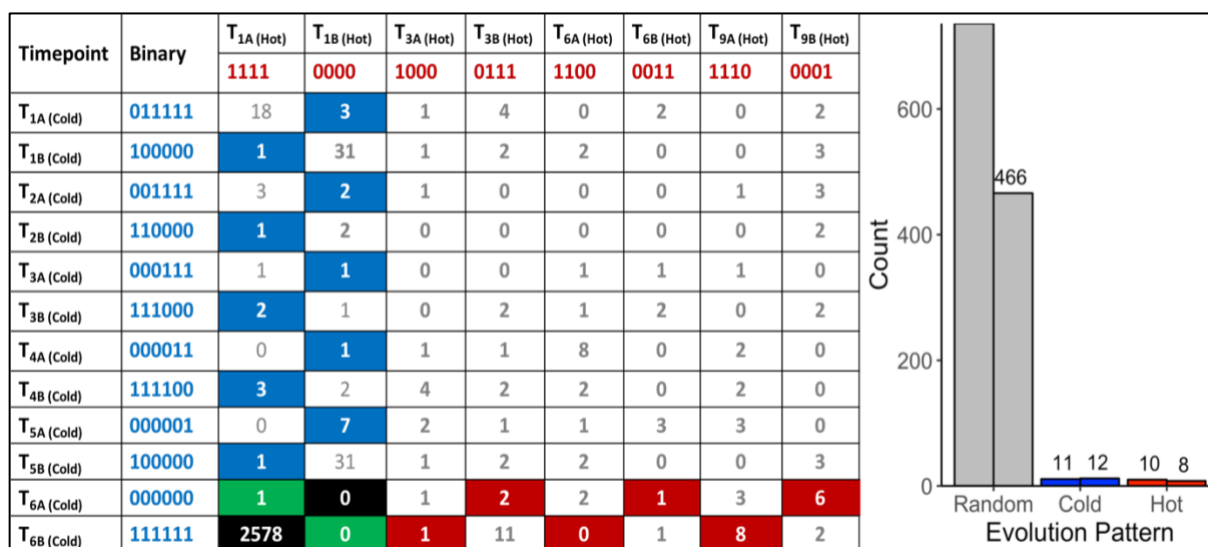 Timepoint Binary T1A (Hot) T1B (Hot) T3A (Hot) T3B (Hot) T6A (Hot) T6B (Hot) T9A (Hot) T9B (Hot)
1111 0000 1000 0111 1100 0011 1110 0001
T1A (Cold) 011111 18 3 1 4 0 2 0 2
T1B (Cold) 100000 1 31 1 2 2 0 0 3
T2A (Cold) 001111 3 2 1 0 0 0 1 3
T2B (Cold) 110000 1 2 0 0 0 0 0 2
T3A (Cold) 000111 1 1 0 0 1 1 1 0
T3B (Cold) 111000 2 1 0 2 1 2 0 2
T4A (Cold) 000011 0 1 1 1 8 0 2 0
T4B (Cold) 111100 3 2 4 2 2 0 2 0
T5A (Cold) 000001 0 7 2 1 1 3 3 0
T5B (Cold) 100000 1 31 1 2 2 0 0 3
T6A (Cold) 000000 1 0 1 2 2 1 3 6
T6B (Cold) 111111 2578 0 1 11 0 1 8 2
Count
600
400
200
0
466
11 12
10 8
Random Cold Hot
Evolution Pattern